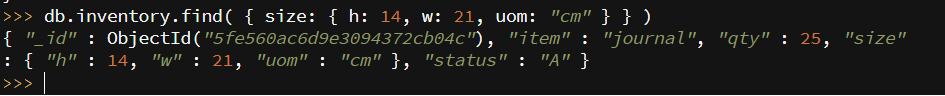 >>> db.inventory.find( { size: { h: 14, w: 21, uom: "cm" } } )
{ "_id" : ObjectId("5fe560ac6d9e3094372cb04c"), "item" : "journal", "qty" : 25, "size"
: { "h" : 14, "w" : 21, "uom" : "cm" }, "status" : "A" }
>>>